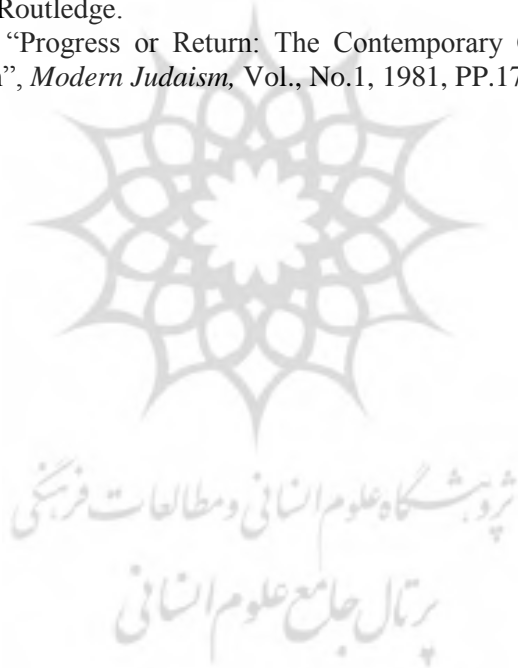 Routledge.
“Progress or Return: The Contemporary
n”, Modern Judaism, Vol., No.1, 1981, PP.17
پژوهشگاه علوم انسانی و مطالعات فرهنگی
پرتال جامع علوم انسانی